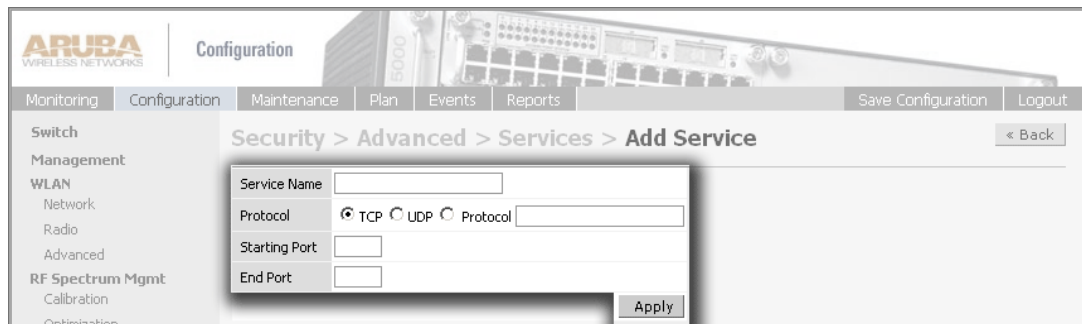 ARUBA
WIRELESS NETWORKS
Configuration
5000
Monitoring Configuration Maintenance Plan Events Reports Save Configuration Logout
Switch
Management
WLAN
Network
Radio
Advanced
RF Spectrum Mgmt
Calibration
Optimization
Security > Advanced > Services > Add Service
« Back
Service Name
Protocol TCP UDP Protocol
Starting Port
End Port
Apply